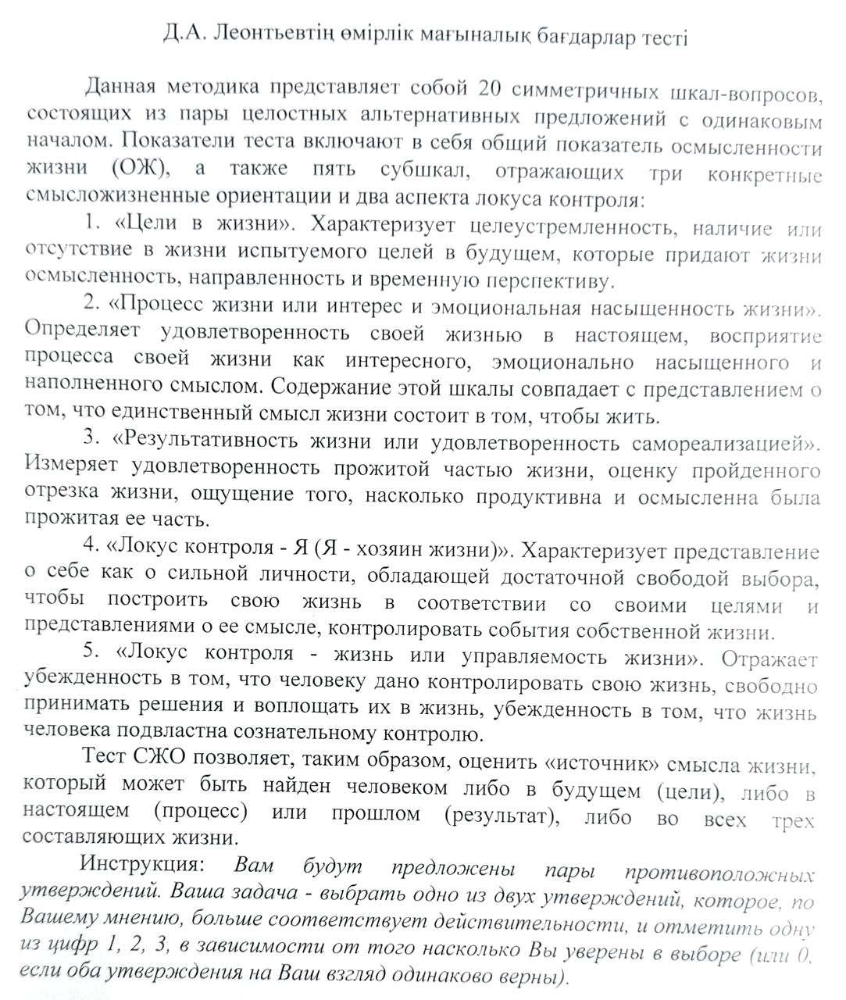 Д.А. Леонтьевтің өмірлік мағыналық бағдарлар тесті
Данная методика представляет собой 20 симметричных шкал-вопросов,
состоящих из пары целостных альтернативных предложений с одинаковым
началом. Показатели теста включают в себя общий показатель осмысленности
жизни (ОЖ), а также пять субшкал, отражающих три конкретные
смысложизненные ориентации и два аспекта локуса контроля:
1. «Цели в жизни». Характеризует целеустремленность, наличие или
отсутствие в жизни испытуемого целей в будущем, которые придают жизни
осмысленность, направленность и временную перспективу.
2. «Процесс жизни или интерес и эмоциональная насыщенность жизни».
Определяет удовлетворенность своей жизнью в настоящем, восприятие
процесса своей жизни как интересного, эмоционально насыщенного и
наполненного смыслом. Содержание этой шкалы совпадает с представлением о
том, что единственный смысл жизни состоит в том, чтобы жить.
3. «Результативность жизни или удовлетворенность самореализацией».
Измеряет удовлетворенность прожитой частью жизни, оценку пройденного
отрезка жизни, ощущение того, насколько продуктивна и осмысленна была
прожитая ее часть.
4. «Локус контроля - Я (Я - хозяин жизни)». Характеризует представление
о себе как о сильной личности, обладающей достаточной свободой выбора,
чтобы построить свою жизнь в соответствии со своими целями и
представлениями о ее смысле, контролировать события собственной жизни.
5. «Локус контроля - жизнь или управляемость жизни». Отражает
убежденность в том, что человеку дано контролировать свою жизнь, свободно
принимать решения и воплощать их в жизнь, убежденность в том, что жизнь
человека подвластна сознательному контролю.
Тест СЖО позволяет, таким образом, оценить «источник» смысла жизни,
который может быть найден человеком либо в будущем (цели), либо в
настоящем (процесс) или прошлом (результат), либо во всех трех
составляющих жизни.
Инструкция: Вам будут предложены пары противоположных
утверждений. Ваша задача - выбрать одно из двух утверждений, которое, по
Вашему мнению, больше соответствует действительности, и отметить одну
из цифр 1, 2, 3, в зависимости от того насколько Вы уверены в выборе (или 0,
если оба утверждения на Ваш взгляд одинаково верны).